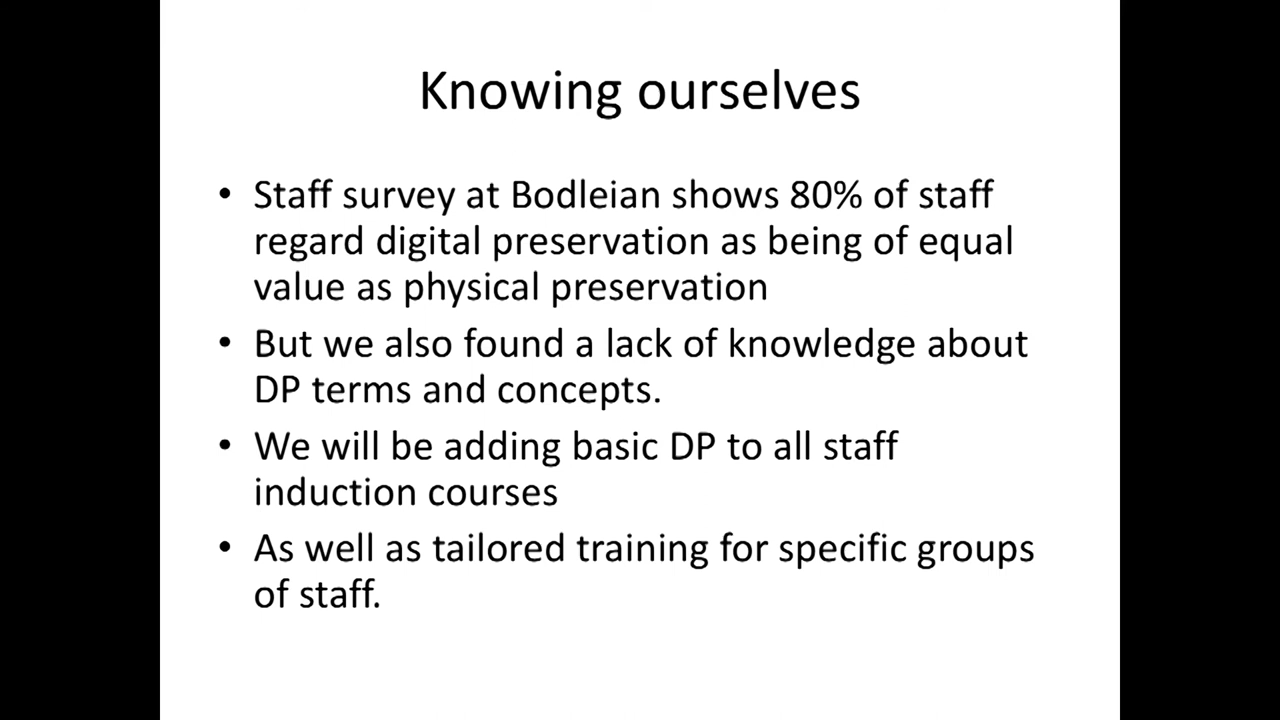 Knowing ourselves
• Staff survey at Bodleian shows 80% of staff
regard digital preservation as being of equal
value as physical preservation
• But we also found a lack of knowledge about
DP terms and concepts.
• We will be adding basic DP to all staff
induction courses
• As well as tailored training for specific groups
of staff.